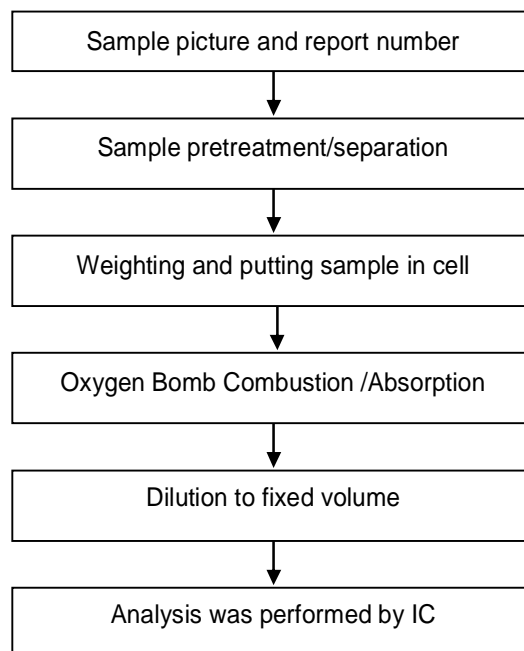 Sample picture and report number
Sample pretreatment/separation
Weighting and putting sample in cell
Oxygen Bomb Combustion /Absorption
Dilution to fixed volume
Analysis was performed by IC